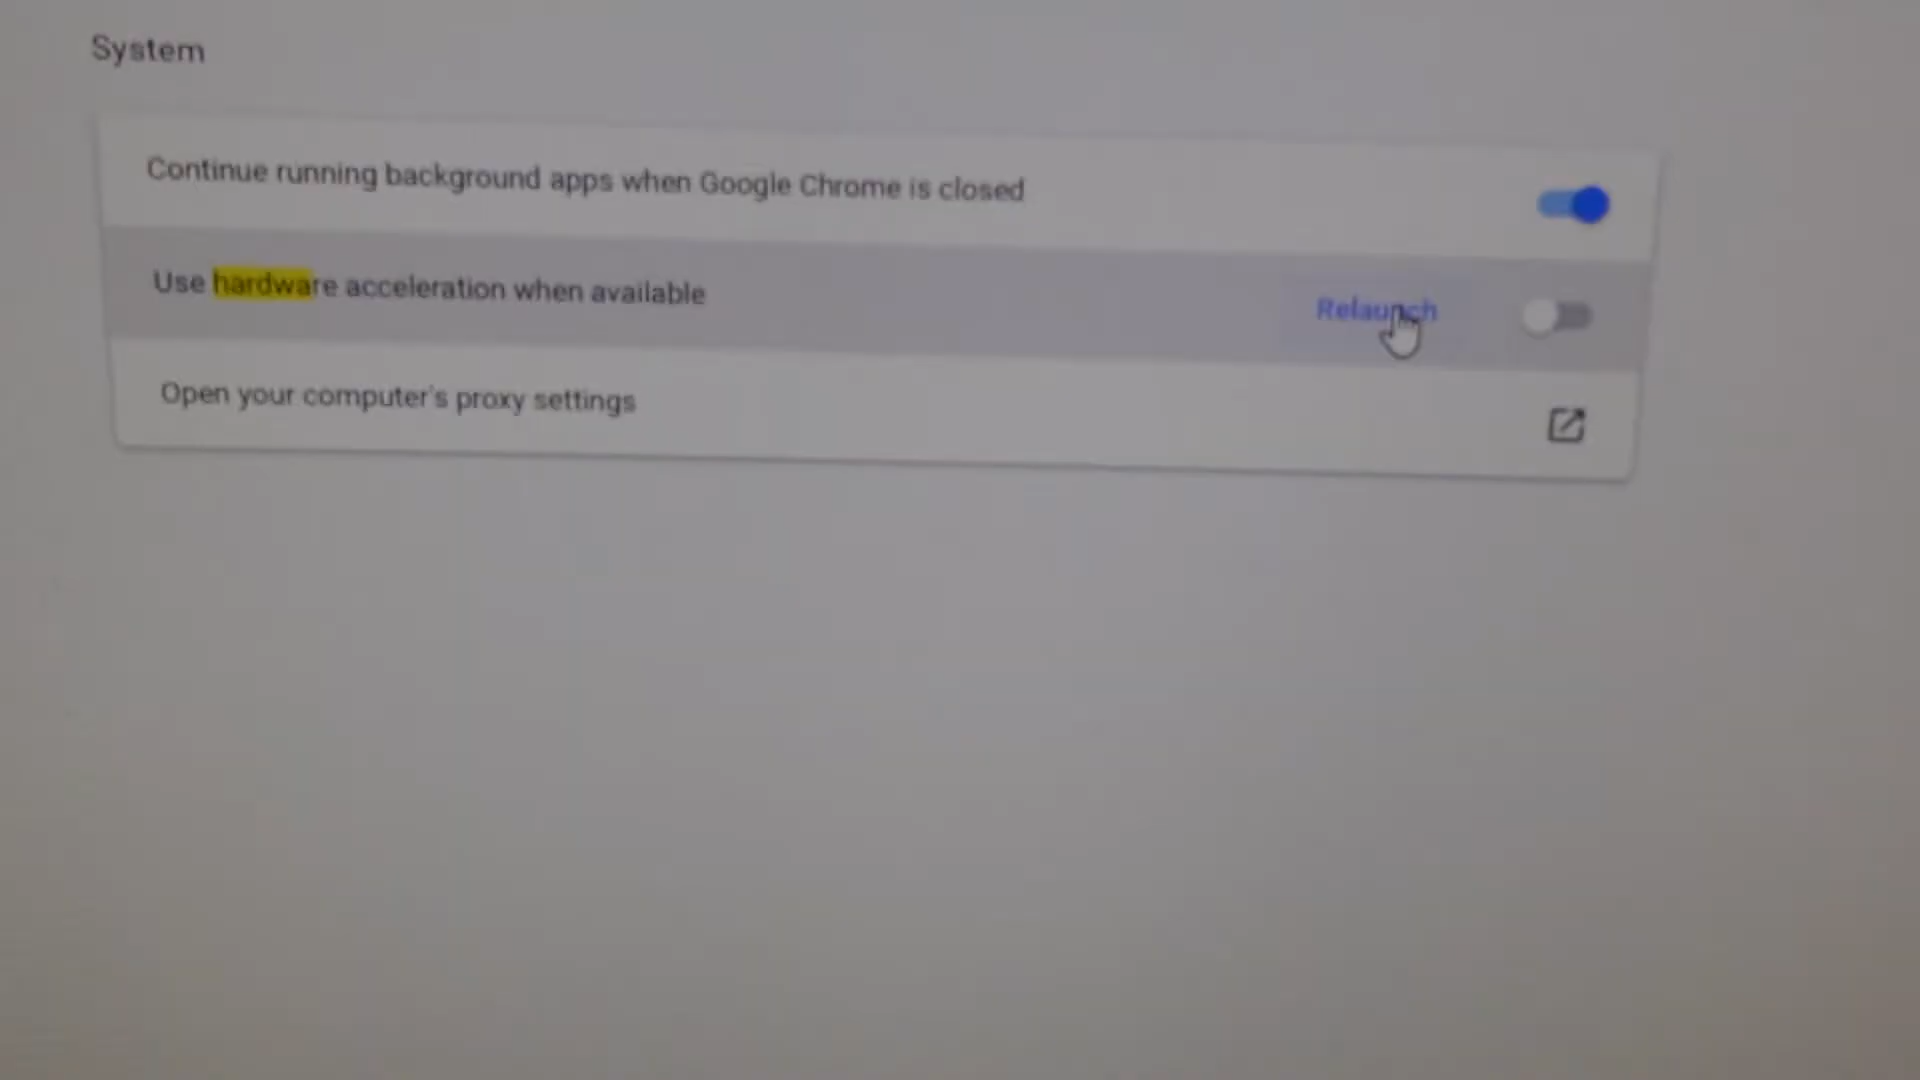 System
Continue running background apps when Google Chrome is closed
Use hardware acceleration when available
Relaunch
Open your computer's proxy settings